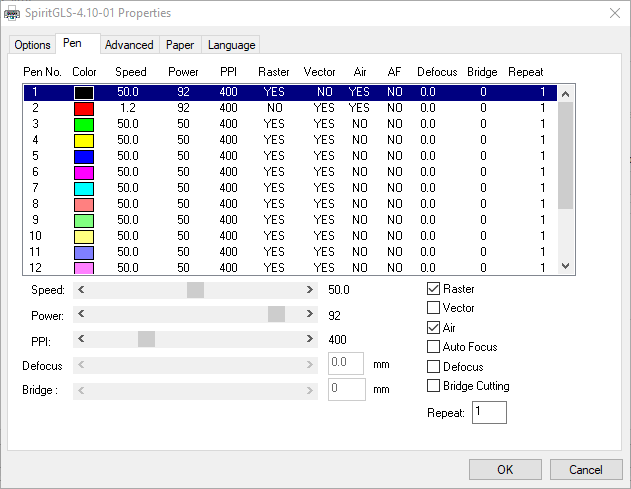 SpiritGLS-4.10-01 Properties
Options Pen Advanced Paper Language
Pen No. Color Speed Power PPI Raster Vector Air AF Defocus Bridge Repeat
1 50.0 92 400 YES NO YES NO 0.0 0 1
2 1.2 92 400 NO YES YES NO 0.0 0 1
3 50.0 50 400 YES YES NO NO 0.0 0 1
4 50.0 50 400 YES YES NO NO 0.0 0 1
5 50.0 50 400 YES YES NO NO 0.0 0 1
6 50.0 50 400 YES YES NO NO 0.0 0 1
7 50.0 50 400 YES YES NO NO 0.0 0 1
8 50.0 50 400 YES YES NO NO 0.0 0 1
9 50.0 50 400 YES YES NO NO 0.0 0 1
10 50.0 50 400 YES YES NO NO 0.0 0 1
11 50.0 50 400 YES YES NO NO 0.0 0 1
12 50.0 50 400 YES YES NO NO 0.0 0 1
Speed: 50.0
Power: 92
PPI: 400
Defocus 0.0 mm
Bridge : 0 mm
Raster
Vector
Air
Auto Focus
Defocus
Bridge Cutting
Repeat: 1
OK Cancel